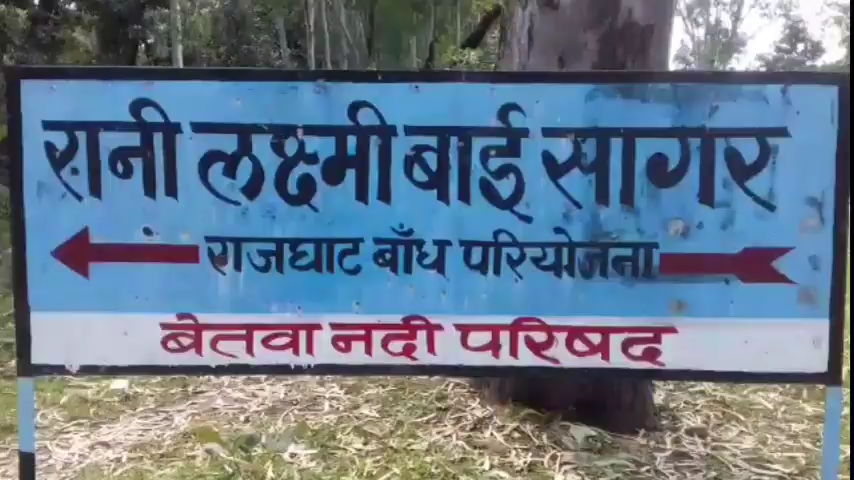 रानी लक्ष्मी बाई सागर
राजघाट बाँध परियोजना
बेतवा नदी परिषद